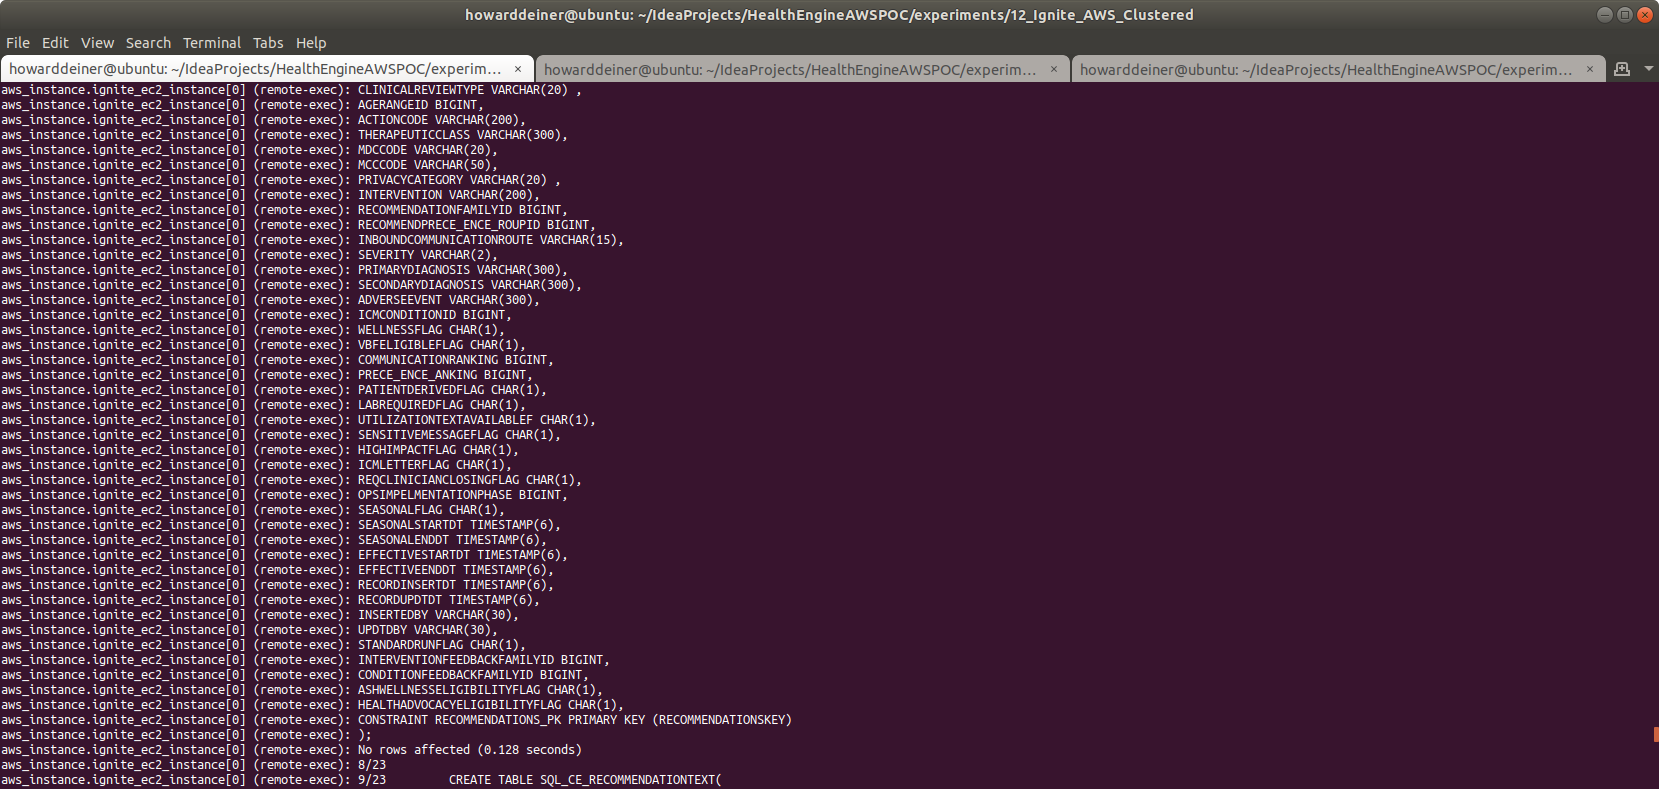 howarddeiner@ubuntu: ~/IdeaProjects/HealthEngineAWSPOC/experiments/12_Ignite_AWS_Clustered
File Edit View Search Terminal Tabs Help
howarddeiner@ubuntu: ~/IdeaProjects/HealthEngineAWSPOC/experim... × howarddeiner@ubuntu: ~/IdeaProjects/HealthEngineAWSPOC/experim... × howarddeiner@ubuntu: ~/IdeaProjects/HealthEngineAWSPOC/experim... ×
aws_instance.ignite_ec2_instance[0] (remote-exec): CLINICALREVIEWTYPE VARCHAR(20) ,
aws_instance.ignite_ec2_instance[0] (remote-exec): AGERANGEID BIGINT,
aws_instance.ignite_ec2_instance[0] (remote-exec): ACTIONCODE VARCHAR(200),
aws_instance.ignite_ec2_instance[0] (remote-exec): THERAPEUTICCLASS VARCHAR(300),
aws_instance.ignite_ec2_instance[0] (remote-exec): MDCCODE VARCHAR(20),
aws_instance.ignite_ec2_instance[0] (remote-exec): MCCCODE VARCHAR(50),
aws_instance.ignite_ec2_instance[0] (remote-exec): PRIVACYCATEGORY VARCHAR(20) ,
aws_instance.ignite_ec2_instance[0] (remote-exec): INTERVENTION VARCHAR(200),
aws_instance.ignite_ec2_instance[0] (remote-exec): RECOMMENDATIONFAMILYID BIGINT,
aws_instance.ignite_ec2_instance[0] (remote-exec): RECOMMENDPRECE_ENCE_ROUPID BIGINT,
aws_instance.ignite_ec2_instance[0] (remote-exec): INBOUNDCOMMUNICATIONROUTE VARCHAR(15),
aws_instance.ignite_ec2_instance[0] (remote-exec): SEVERITY VARCHAR(2),
aws_instance.ignite_ec2_instance[0] (remote-exec): PRIMARYDIAGNOSIS VARCHAR(300),
aws_instance.ignite_ec2_instance[0] (remote-exec): SECONDARYDIAGNOSIS VARCHAR(300),
aws_instance.ignite_ec2_instance[0] (remote-exec): ADVERSEEVENT VARCHAR(300),
aws_instance.ignite_ec2_instance[0] (remote-exec): ICMCONDITIONID BIGINT,
aws_instance.ignite_ec2_instance[0] (remote-exec): WELLNESSFLAG CHAR(1),
aws_instance.ignite_ec2_instance[0] (remote-exec): VBFELIGIBLEFLAG CHAR(1),
aws_instance.ignite_ec2_instance[0] (remote-exec): COMMUNICATIONRANKING BIGINT,
aws_instance.ignite_ec2_instance[0] (remote-exec): PRECE_ENCE_ANKING BIGINT,
aws_instance.ignite_ec2_instance[0] (remote-exec): PATIENTDERIVEDFLAG CHAR(1),
aws_instance.ignite_ec2_instance[0] (remote-exec): LABREQUIREDFLAG CHAR(1),
aws_instance.ignite_ec2_instance[0] (remote-exec): UTILIZATIONTEXTAVAILABLEF CHAR(1),
aws_instance.ignite_ec2_instance[0] (remote-exec): SENSITIVEMESSAGEFLAG CHAR(1),
aws_instance.ignite_ec2_instance[0] (remote-exec): HIGHIMPACTFLAG CHAR(1),
aws_instance.ignite_ec2_instance[0] (remote-exec): ICMLETTERFLAG CHAR(1),
aws_instance.ignite_ec2_instance[0] (remote-exec): REQCLINICIANCLOSINGFLAG CHAR(1),
aws_instance.ignite_ec2_instance[0] (remote-exec): OPSIMPELMENTATIONPHASE BIGINT,
aws_instance.ignite_ec2_instance[0] (remote-exec): SEASONALFLAG CHAR(1),
aws_instance.ignite_ec2_instance[0] (remote-exec): SEASONALSTARTDT TIMESTAMP(6),
aws_instance.ignite_ec2_instance[0] (remote-exec): SEASONALENDDT TIMESTAMP(6),
aws_instance.ignite_ec2_instance[0] (remote-exec): EFFECTIVESTARTDT TIMESTAMP(6),
aws_instance.ignite_ec2_instance[0] (remote-exec): EFFECTIVEENDDT TIMESTAMP(6),
aws_instance.ignite_ec2_instance[0] (remote-exec): RECORDINSERTDT TIMESTAMP(6),
aws_instance.ignite_ec2_instance[0] (remote-exec): RECORDUPDTDT TIMESTAMP(6),
aws_instance.ignite_ec2_instance[0] (remote-exec): INSERTEDBY VARCHAR(30),
aws_instance.ignite_ec2_instance[0] (remote-exec): UPDTDBY VARCHAR(30),
aws_instance.ignite_ec2_instance[0] (remote-exec): STANDARDRUNFLAG CHAR(1),
aws_instance.ignite_ec2_instance[0] (remote-exec): INTERVENTIONFEEDBACKFAMILYID BIGINT,
aws_instance.ignite_ec2_instance[0] (remote-exec): CONDITIONFEEDBACKFAMILYID BIGINT,
aws_instance.ignite_ec2_instance[0] (remote-exec): ASHWELLNESSELIGIBILITYFLAG CHAR(1),
aws_instance.ignite_ec2_instance[0] (remote-exec): HEALTHADVOCACYELIGIBILITYFLAG CHAR(1),
aws_instance.ignite_ec2_instance[0] (remote-exec): CONSTRAINT RECOMMENDATIONS_PK PRIMARY KEY (RECOMMENDATIONSKEY)
aws_instance.ignite_ec2_instance[0] (remote-exec): );
aws_instance.ignite_ec2_instance[0] (remote-exec): No rows affected (0.128 seconds)
aws_instance.ignite_ec2_instance[0] (remote-exec): 8/23
aws_instance.ignite_ec2_instance[0] (remote-exec): 9/23         CREATE TABLE SQL_CE_RECOMMENDATIONTEXT(